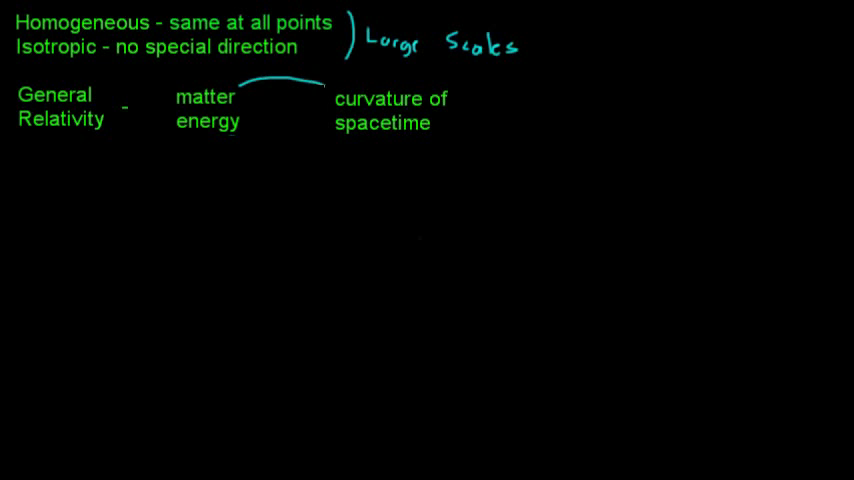 Homogeneous - same at all points
Isotropic - no special direction
Large Scales
General Relativity - matter energy curvature of spacetime